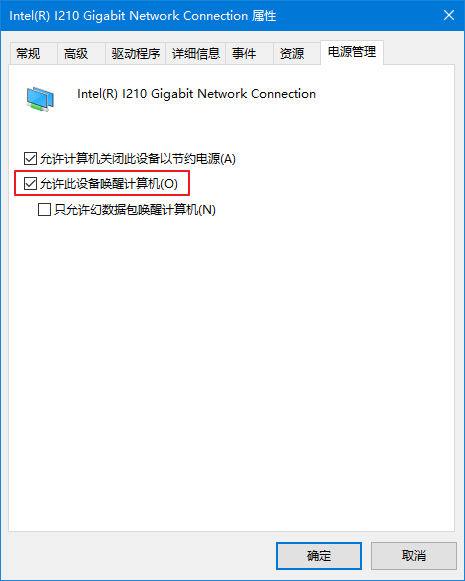 Intel(R) I210 Gigabit Network Connection 属性
常规 高级 驱动程序 详细信息 事件 资源 电源管理
Intel(R) I210 Gigabit Network Connection
允许计算机关闭此设备以节约电源(A)
允许此设备唤醒计算机(O)
只允许幻数据包唤醒计算机(N)
确定 取消